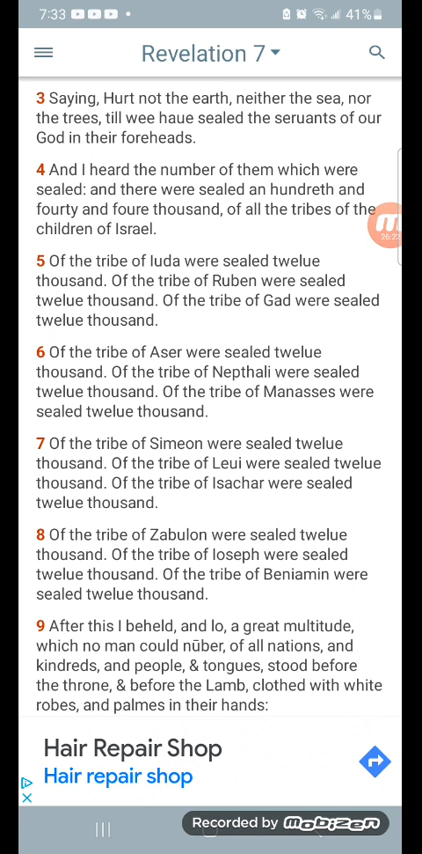 7:33
41%
Revelation 7
3 Saying, Hurt not the earth, neither the sea, nor
the trees, till wee haue sealed the seruants of our
God in their foreheads.
4 And I heard the number of them which were
sealed: and there were sealed an hundreth and
fourty and foure thousand, of all the tribes of the
children of Israel.
26:27
5 Of the tribe of Iuda were sealed twelue
thousand. Of the tribe of Ruben were sealed
twelue thousand. Of the tribe of Gad were sealed
twelue thousand.
6 Of the tribe of Aser were sealed twelue
thousand. Of the tribe of Nepthali were sealed
twelue thousand. Of the tribe of Manasses were
sealed twelue thousand.
7 Of the tribe of Simeon were sealed twelue
thousand. Of the tribe of Leui were sealed twelue
thousand. Of the tribe of Isachar were sealed
twelue thousand.
8 Of the tribe of Zabulon were sealed twelue
thousand. Of the tribe of Ioseph were sealed
twelue thousand. Of the tribe of Beniamin were
sealed twelue thousand.
9 After this I beheld, and lo, a great multitude,
which no man could nūber, of all nations, and
kindreds, and people, & tongues, stood before
the throne, & before the Lamb, clothed with white
robes, and palmes in their hands:
Hair Repair Shop
Hair repair shop
Recorded by mobizen